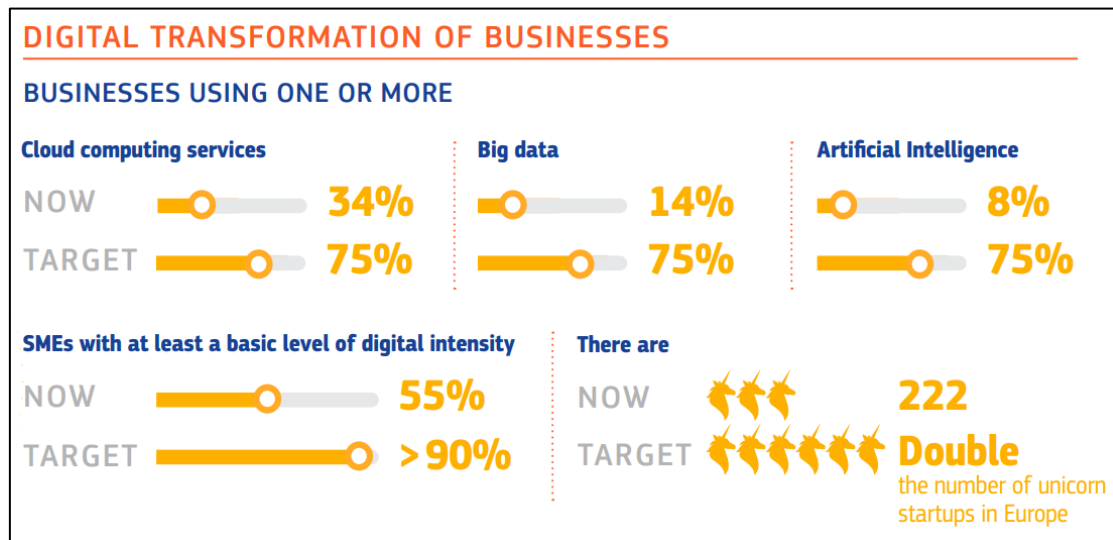 DIGITAL TRANSFORMATION OF BUSINESSES
BUSINESSES USING ONE OR MORE
Cloud computing services
NOW 34%
TARGET 75%
Big data
14%
75%
Artificial Intelligence
8%
75%
SMEs with at least a basic level of digital intensity
NOW 55%
TARGET >90%
There are
NOW 222
TARGET Double
the number of unicorn
startups in Europe